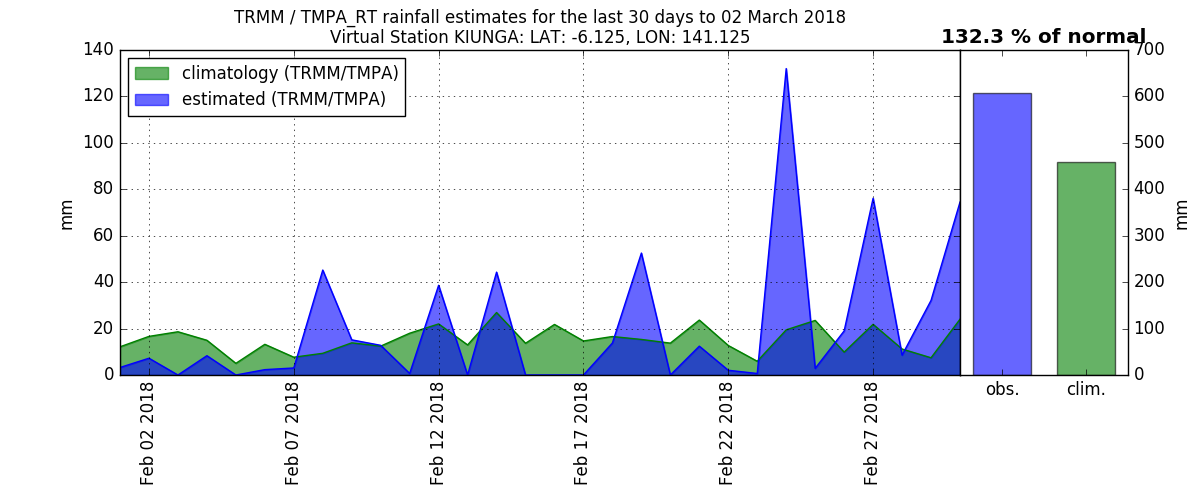 TRMM / TMPA_RT rainfall estimates for the last 30 days to 02 March 2018
Virtual Station KIUNGA: LAT: -6.125, LON: 141.125
132.3 % of normal
climatology (TRMM/TMPA)
estimated (TRMM/TMPA)
mm
140
120
100
80
60
40
20
0
Feb 02 2018
Feb 07 2018
Feb 12 2018
Feb 17 2018
Feb 22 2018
Feb 27 2018
obs.
clim.
700
600
500
400
300
200
100
0
mm